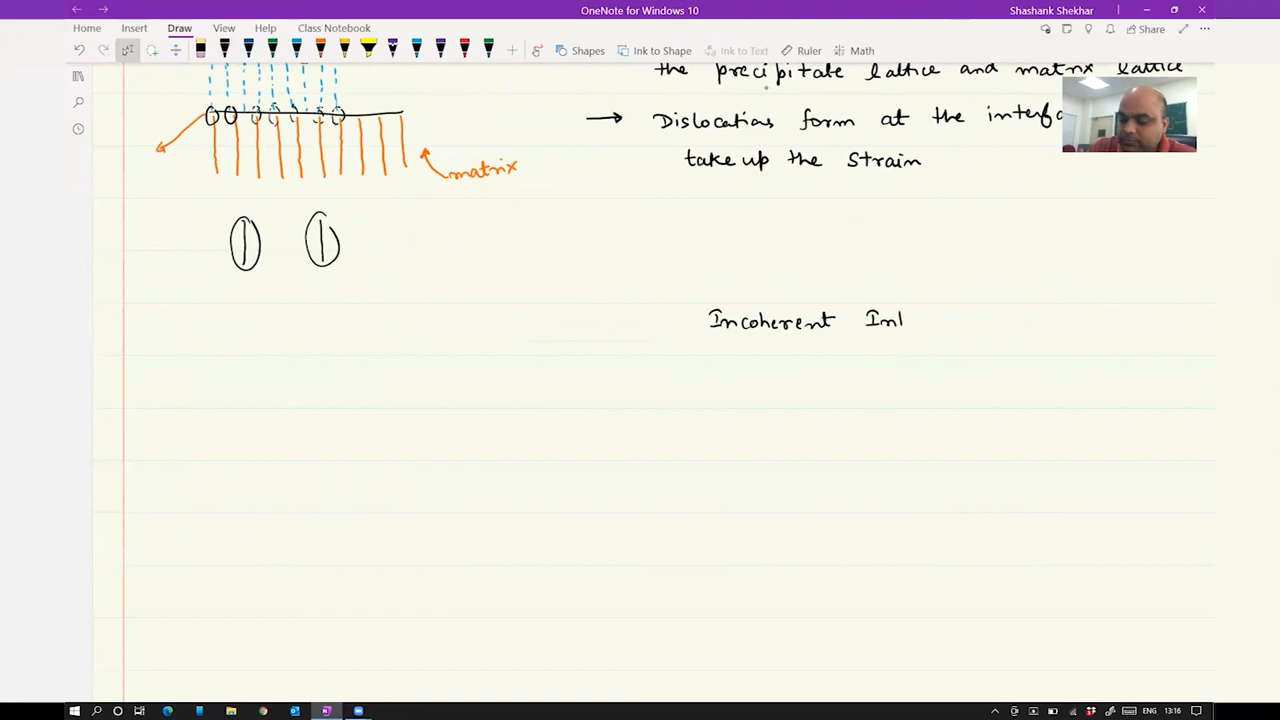 OneNote for Windows 10
Shashank Shekhar
Home Insert Draw View Help Class Notebook
Share
Shapes Ink to Shape Ink to Text Ruler Math
the precipitate lattice and matrix lattice
→ Dislocations form at the
take up the strain
matrix
Incoherent
ENG 13:16